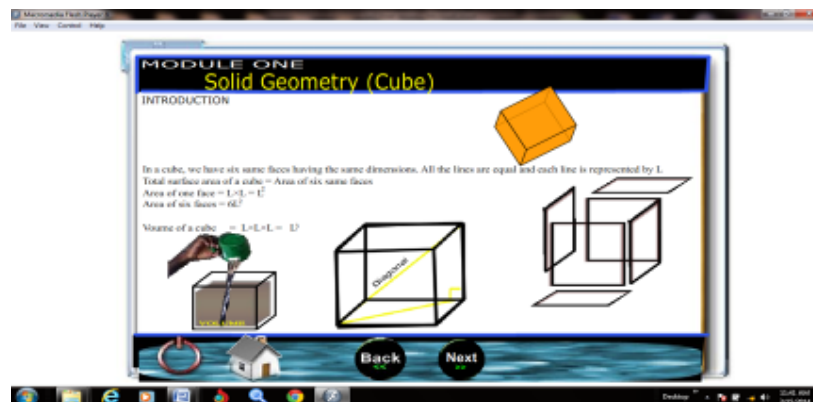 Macromedia Flash Player
File View Control Help
MODULE ONE
Solid Geometry (Cube)
INTRODUCTION
In a cube, we have six same faces having the same dimensions. All the lines are equal and each line is represented by L
Total surface area of a cube = Area of six same faces
Area of one face = L×L = L²
Area of six faces = 6L²
Voume of a cube = L×L×L = L³
Diagonal
VOLUME
Back
<<
Next
>>
Desktop
11:41 AM